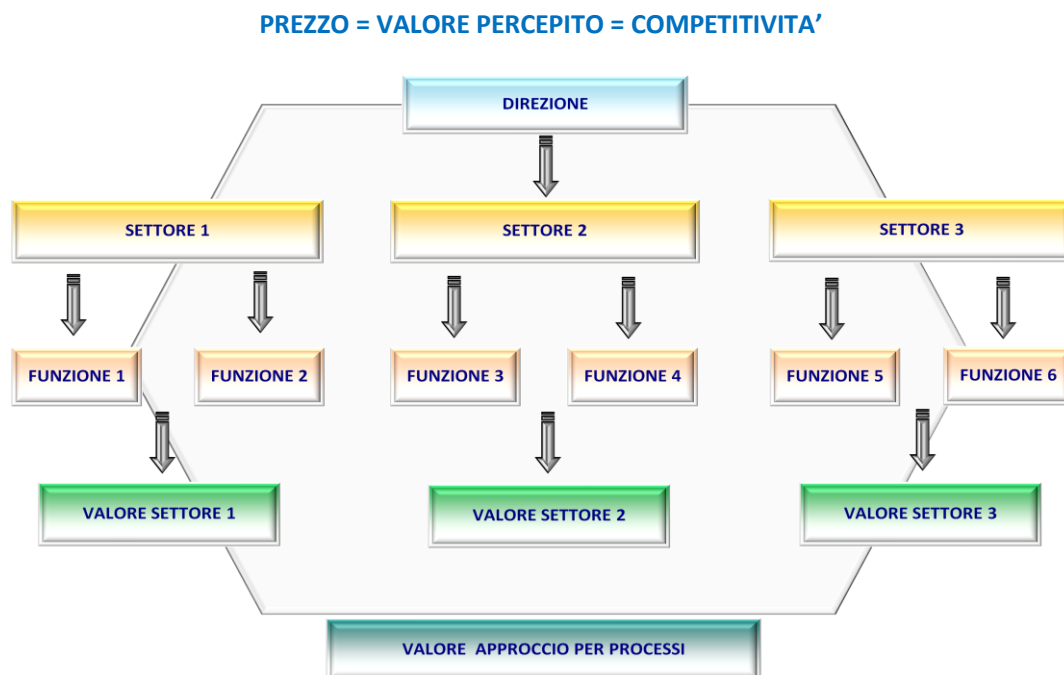 PREZZO = VALORE PERCEPITO = COMPETITIVITA’
DIREZIONE
SETTORE 1
SETTORE 2
SETTORE 3
FUNZIONE 1
FUNZIONE 2
FUNZIONE 3
FUNZIONE 4
FUNZIONE 5
FUNZIONE 6
VALORE SETTORE 1
VALORE SETTORE 2
VALORE SETTORE 3
VALORE APPROCCIO PER PROCESSI